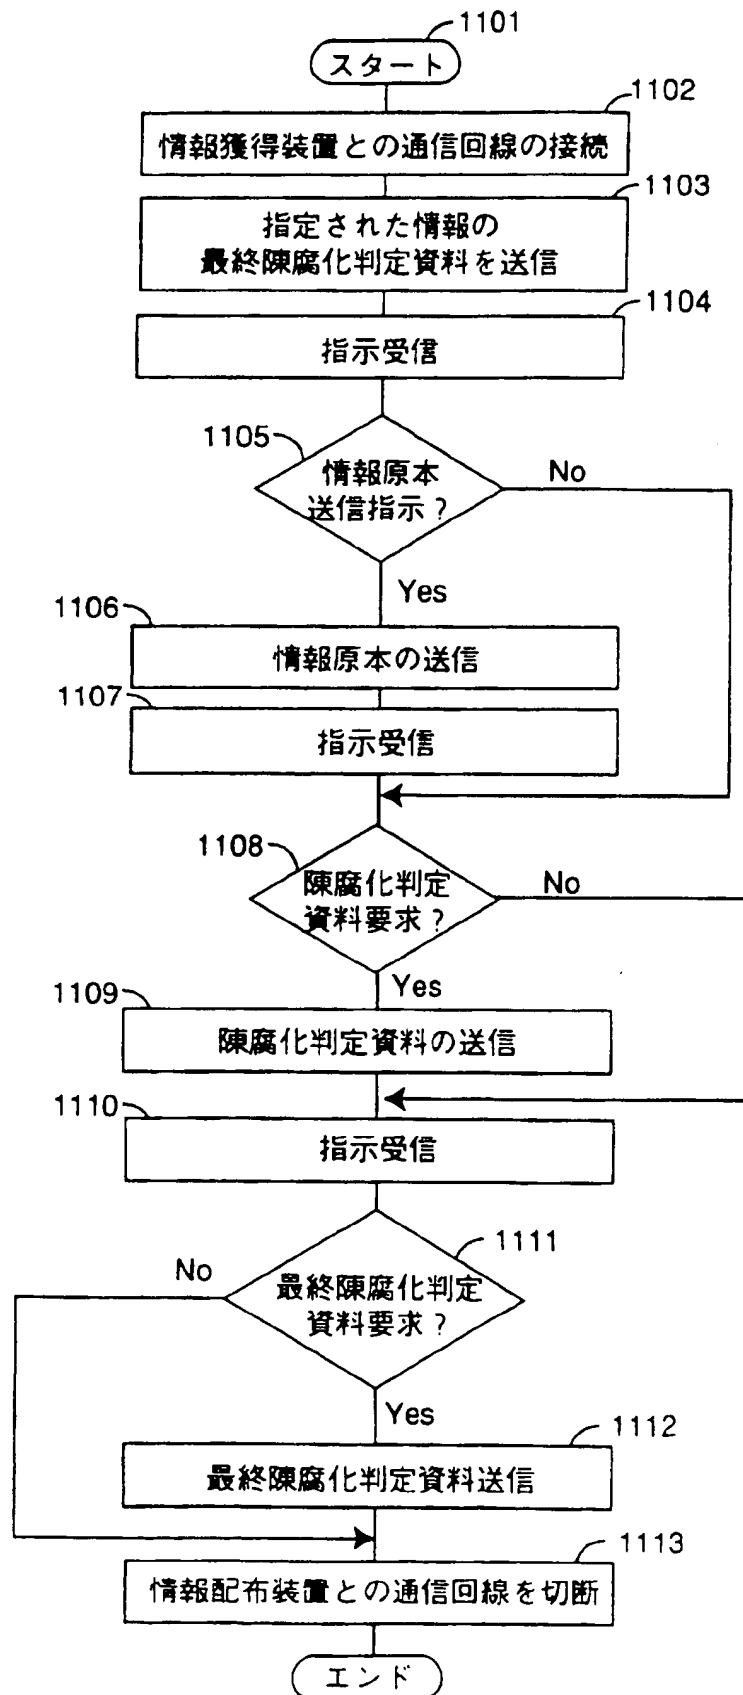 1101
スタート
1102
情報獲得装置との通信回線の接続
1103
指定された情報の
最終陳腐化判定資料を送信
1104
指示受信
1105
情報原本
送信指示?
No
Yes
1106
情報原本の送信
1107
指示受信
1108
陳腐化判定
資料要求?
No
Yes
1109
陳腐化判定資料の送信
1110
指示受信
1111
No
最終陳腐化判定
資料要求?
Yes
1112
最終陳腐化判定資料送信
1113
情報配布装置との通信回線を切断
エンド